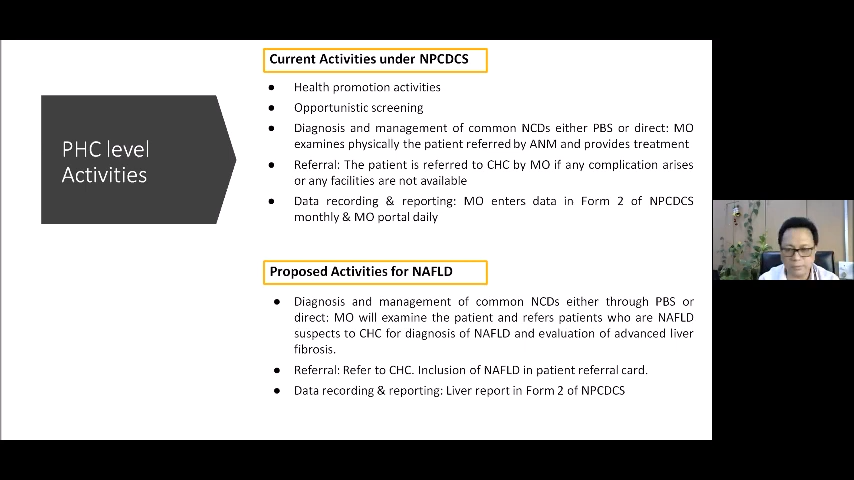 PHC level
Activities
Current Activities under NPCDCS
● Health promotion activities
● Opportunistic screening
● Diagnosis and management of common NCDs either PBS or direct: MO
examines physically the patient referred by ANM and provides treatment
● Referral: The patient is referred to CHC by MO if any complication arises
or any facilities are not available
● Data recording & reporting: MO enters data in Form 2 of NPCDCS
monthly & MO portal daily
Proposed Activities for NAFLD
● Diagnosis and management of common NCDs either through PBS or
direct: MO will examine the patient and refers patients who are NAFLD
suspects to CHC for diagnosis of NAFLD and evaluation of advanced liver
fibrosis.
● Referral: Refer to CHC. Inclusion of NAFLD in patient referral card.
● Data recording & reporting: Liver report in Form 2 of NPCDCS